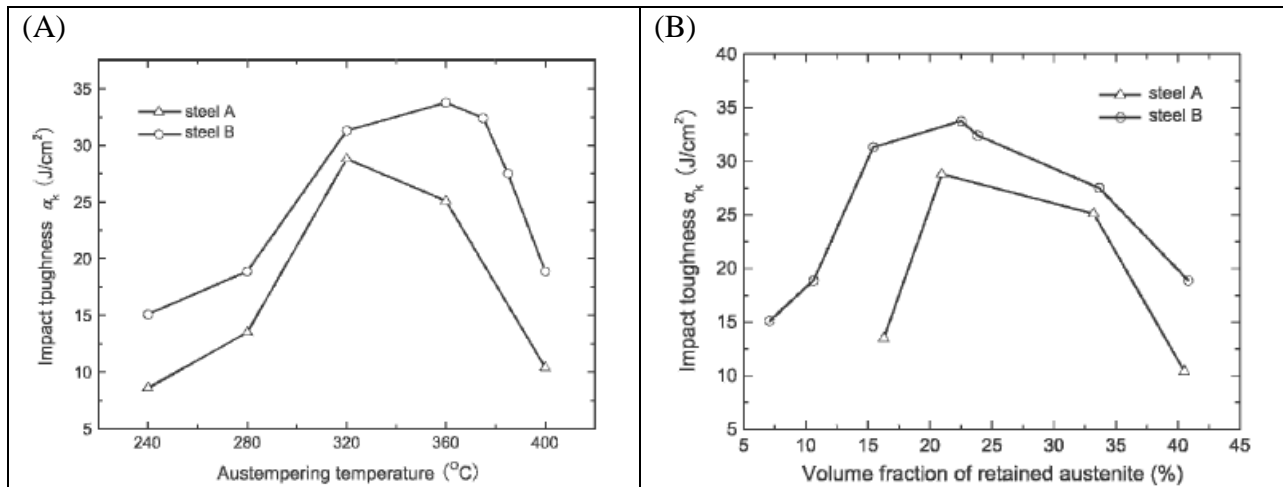 (A)
35
30
25
20
15
10
5
Impact tpughness αk (J/cm²)
steel A
steel B
240 280 320 360 400
Austempering temperature (°C)
(B)
40
35
30
25
20
15
10
5
Impact toughness αk (J/cm²)
steel A
steel B
5 10 15 20 25 30 35 40 45
Volume fraction of retained austenite (%)